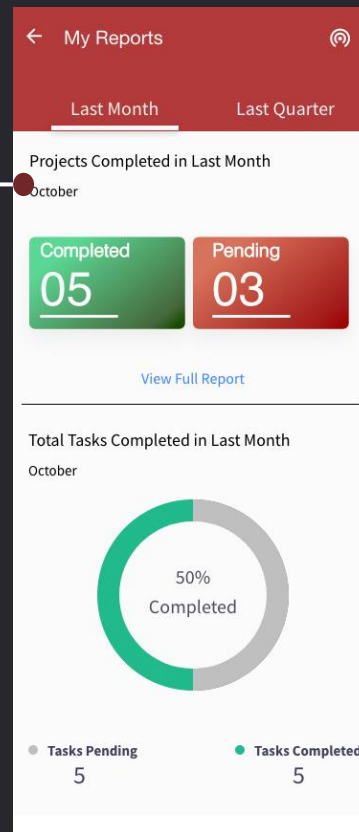 My Reports
Last Month Last Quarter
Projects Completed in Last Month
October
Completed Pending
05 03
View Full Report
Total Tasks Completed in Last Month
October
50%
Completed
Tasks Pending Tasks Completed
5 5